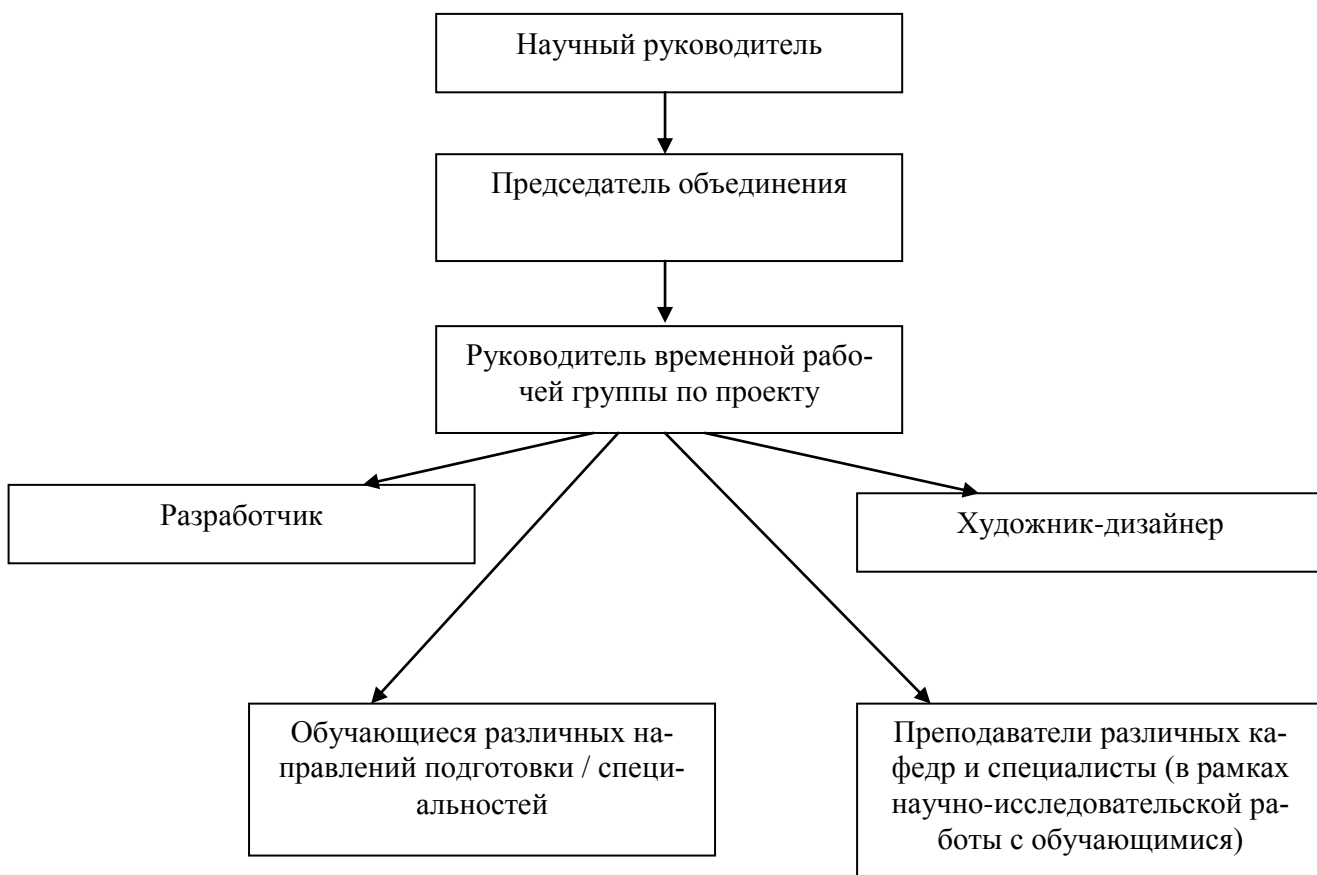 Научный руководитель
Председатель объединения
Руководитель временной рабо-
чей группы по проекту
Разработчик
Художник-дизайнер
Обучающиеся различных на-
правлений подготовки / специ-
альностей
Преподаватели различных ка-
федр и специалисты (в рамках
научно-исследовательской ра-
боты с обучающимися)